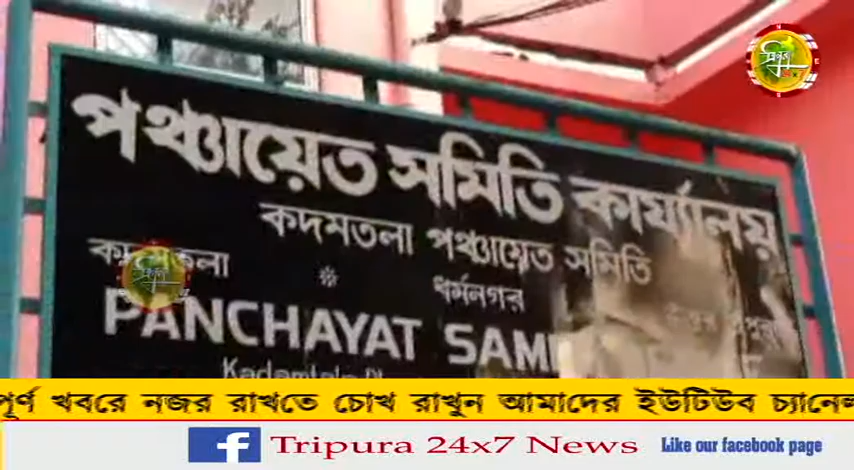 পঞ্চায়েত সমিতি কার্য্যালয়
কদমতলা পঞ্চায়েত সমিতি
কদমতলা * ধর্মনগর
PANCHAYAT
Kadamtala
পূর্ণ খবরে নজর রাখতে চোখ রাখুন আমাদের ইউটিউব চ্যানেল
f Tripura 24x7 News Like our facebook page